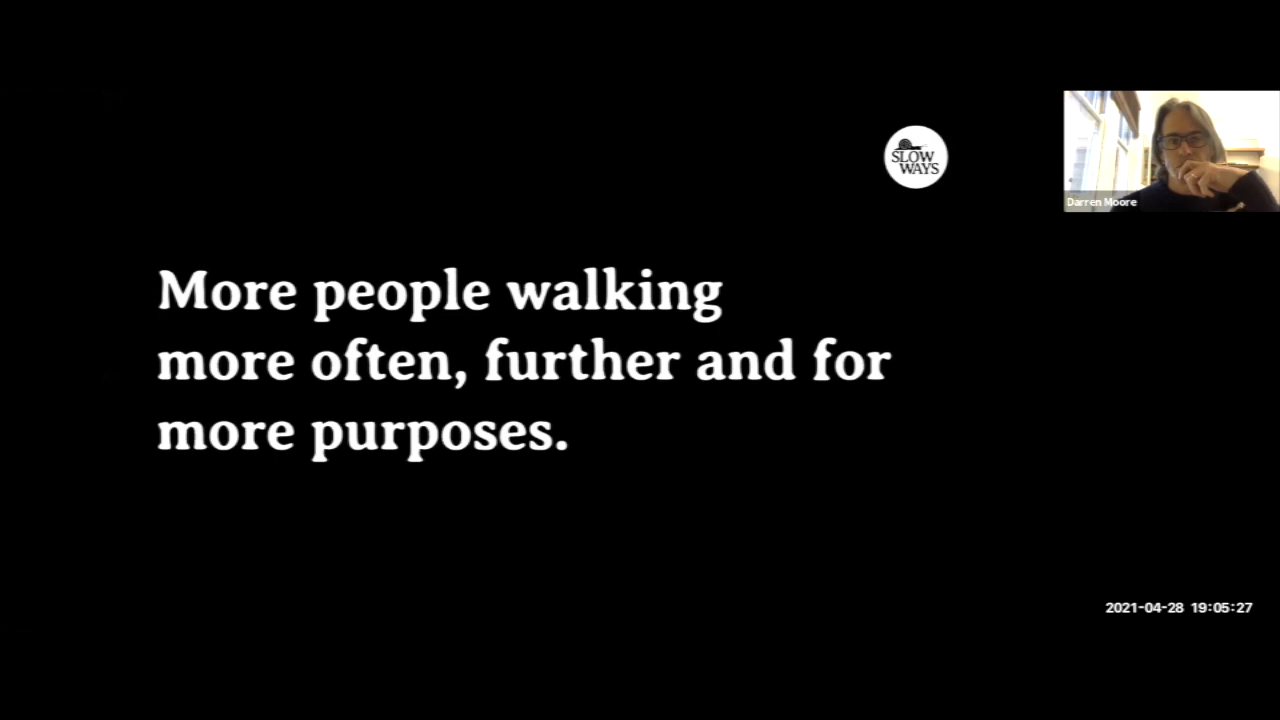 SLOW
WAYS
Darren Moore
More people walking
more often, further and for
more purposes.
2021-04-28 19:05:27